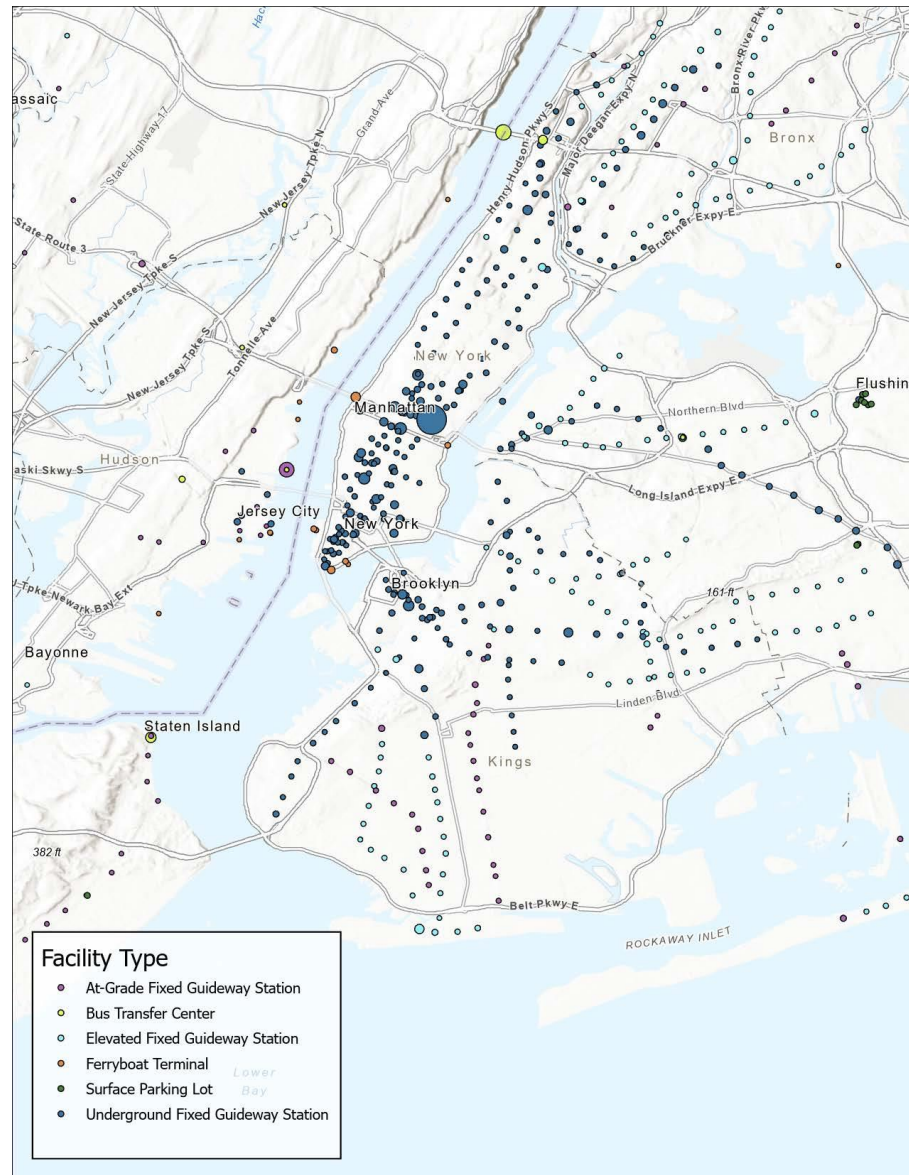 Hac
assaic
State Highway 17
Grand Ave
New Jersey Tpke N
Henry Hudson Pkwy S
Major Deegan Expy N
Bronx River Pkw
Bronx
State Route 3
New Jersey Tpke S
Bruckner Expy E
New Jersey Tpke S
Tonnelle Ave
New York
Manhattan
Flushin
Northern Blvd
Hudson
aski Skwy S
Long Island Expy E
Jersey City
New York
J Tpke Newark Bay Ext
Brooklyn
161 ft
Bayonne
Linden Blvd
Staten Island
Kings
382 ft
Belt Pkwy E
ROCKAWAY INLET
Facility Type
At-Grade Fixed Guideway Station
Bus Transfer Center
Elevated Fixed Guideway Station
Ferryboat Terminal
Surface Parking Lot
Underground Fixed Guideway Station
Lower
Bay